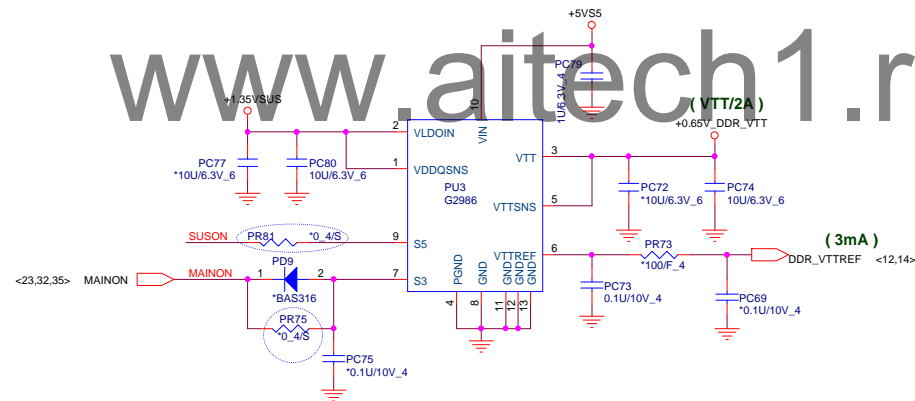 www.aitech1.r
+5VS5
PC79
1U/6.3V_4
+1.35VSUS
( VTT/2A )
+0.65V_DDR_VTT
10
VIN
2
VLDOIN
VTT
3
PC77
*10U/6.3V_6
PC80
10U/6.3V_6
1
VDDQSNS
PU3
G2986
PC72
*10U/6.3V_6
PC74
10U/6.3V_6
VTTSNS
5
SUSON
PR81
*0_4/S
9
S5
VTTREF
6
PR73
*100/F_4
( 3mA )
DDR_VTTREF
<12,14>
<23,32,35>
MAINON
MAINON
PD9
1
2
*BAS316
7
S3
PGND
GND
GND
GND
GND
4
8
11
12
13
PC73
0.1U/10V_4
PC69
*0.1U/10V_4
PR75
*0_4/S
PC75
*0.1U/10V_4